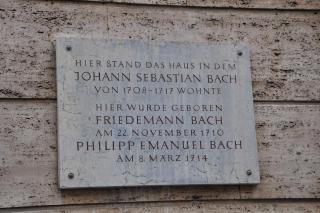 HIER STAND DAS HAUS IN DEM
JOHANN SEBASTIAN BACH
VON 1708-1717 WOHNTE
HIER WURDE GEBOREN
FRIEDEMANN BACH
AM 22. NOVEMBER 1710
PHILIPP EMANUEL BACH
AM 8. MÄRZ 1714